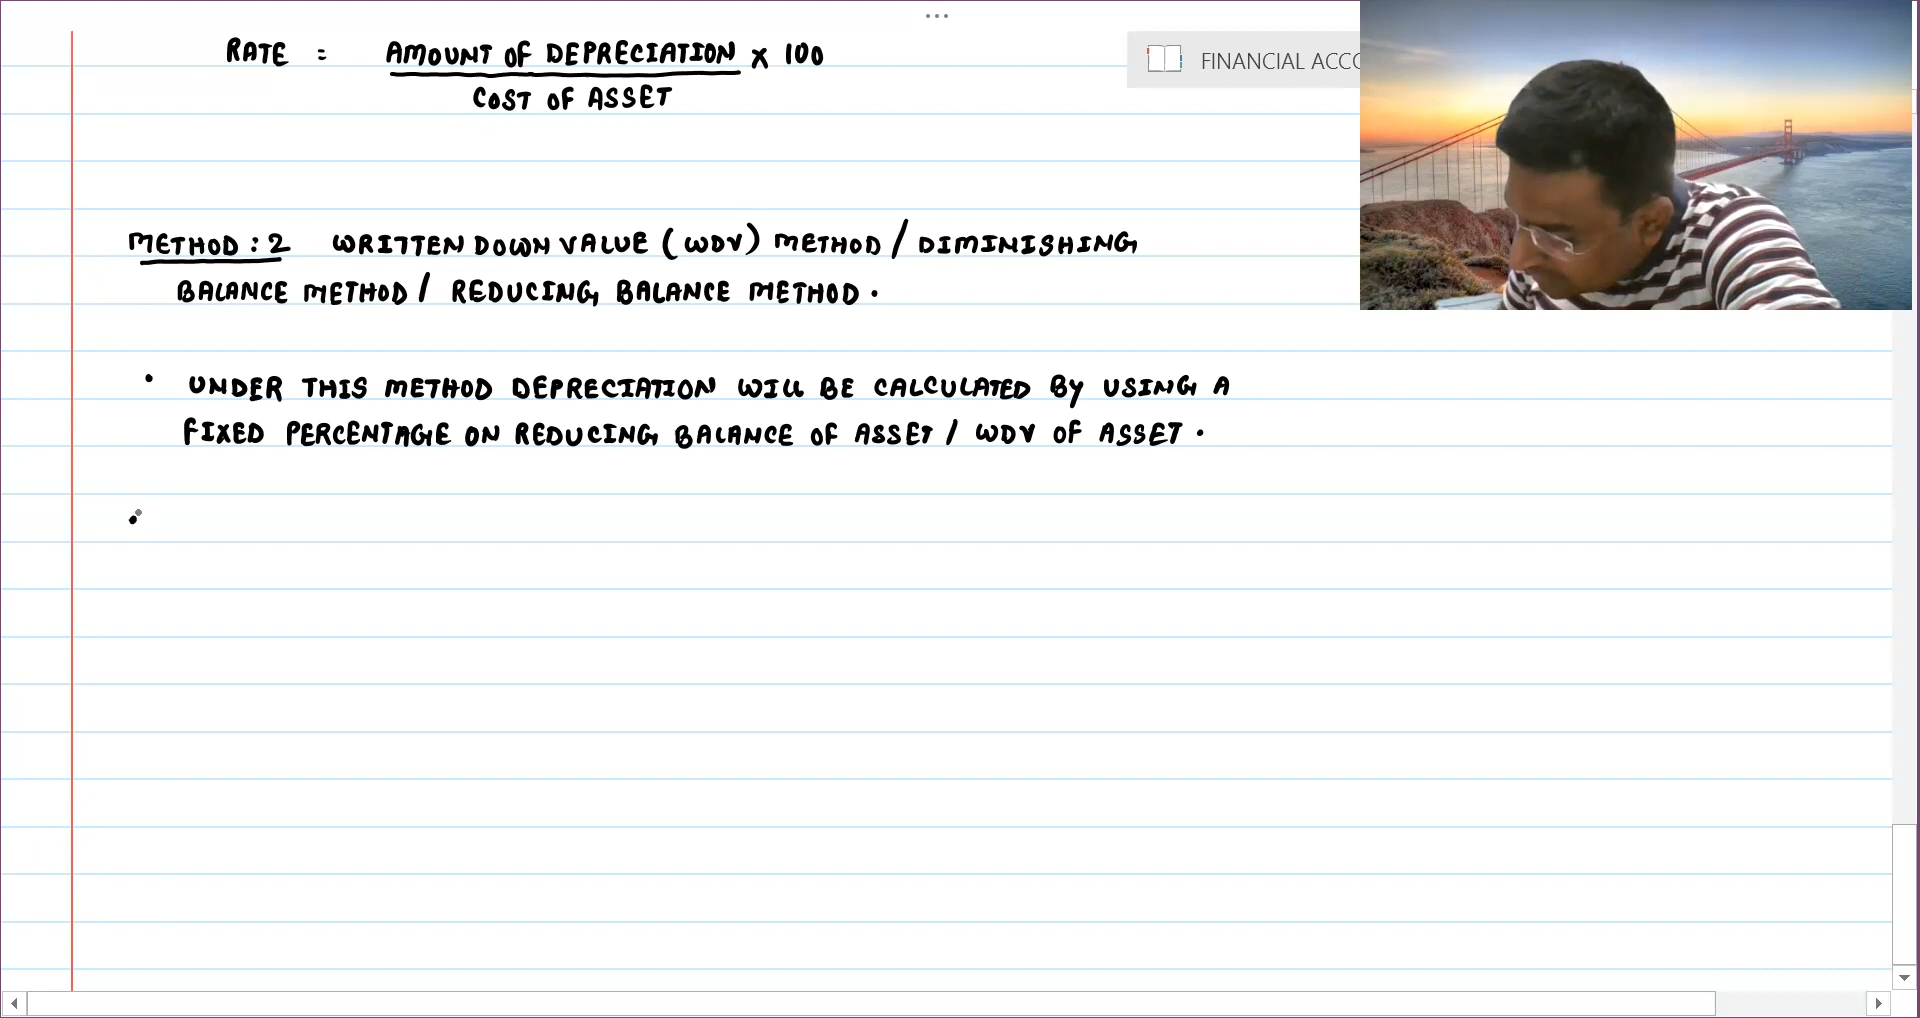 RATE = AMOUNT OF DEPRECIATION x 100
COST OF ASSET
FINANCIAL ACCO
METHOD : 2 WRITTEN DOWN VALUE (WDV) METHOD / DIMINISHING
BALANCE METHOD / REDUCING BALANCE METHOD .
• UNDER THIS METHOD DEPRECIATION WILL BE CALCULATED BY USING A
FIXED PERCENTAGE ON REDUCING BALANCE OF ASSET / WDV OF ASSET .
•